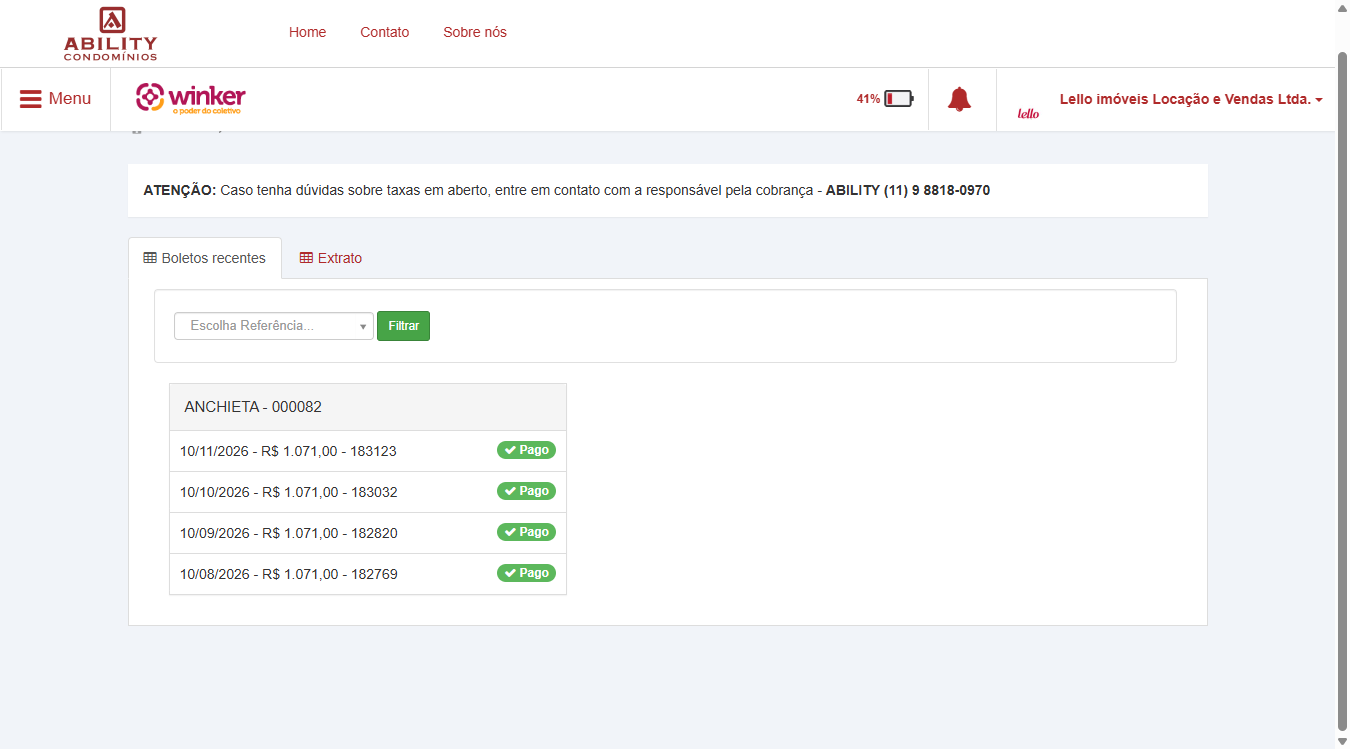 ABILITY
CONDOMÍNIOS
Home Contato Sobre nós
Menu
winker
o poder do coletivo
41%
lello
Lello imóveis Locação e Vendas Ltda.
ATENÇÃO: Caso tenha dúvidas sobre taxas em aberto, entre em contato com a responsável pela cobrança - ABILITY (11) 9 8818-0970
Boletos recentes Extrato
Escolha Referência... Filtrar
ANCHIETA - 000082
10/11/2026 - R$ 1.071,00 - 183123 Pago
10/10/2026 - R$ 1.071,00 - 183032 Pago
10/09/2026 - R$ 1.071,00 - 182820 Pago
10/08/2026 - R$ 1.071,00 - 182769 Pago